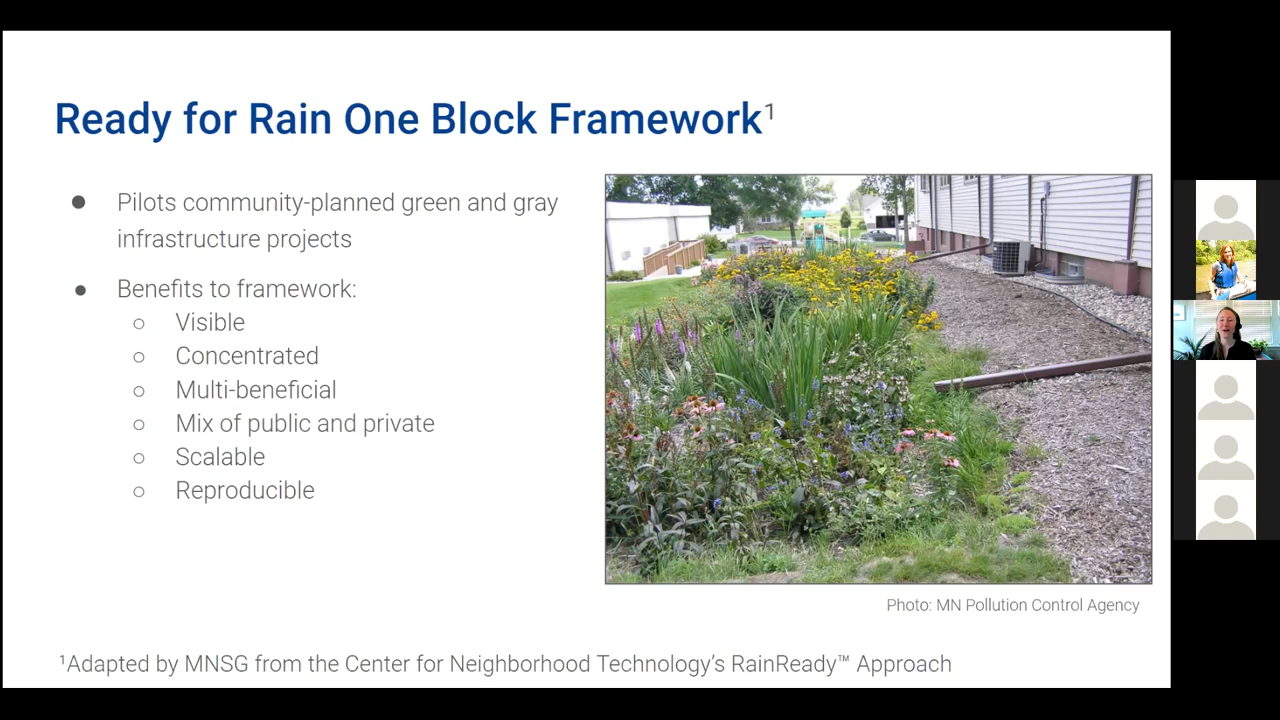 Ready for Rain One Block Framework¹
● Pilots community-planned green and gray
infrastructure projects
● Benefits to framework:
○ Visible
○ Concentrated
○ Multi-beneficial
○ Mix of public and private
○ Scalable
○ Reproducible
Photo: MN Pollution Control Agency
¹Adapted by MNSG from the Center for Neighborhood Technology’s RainReady™ Approach